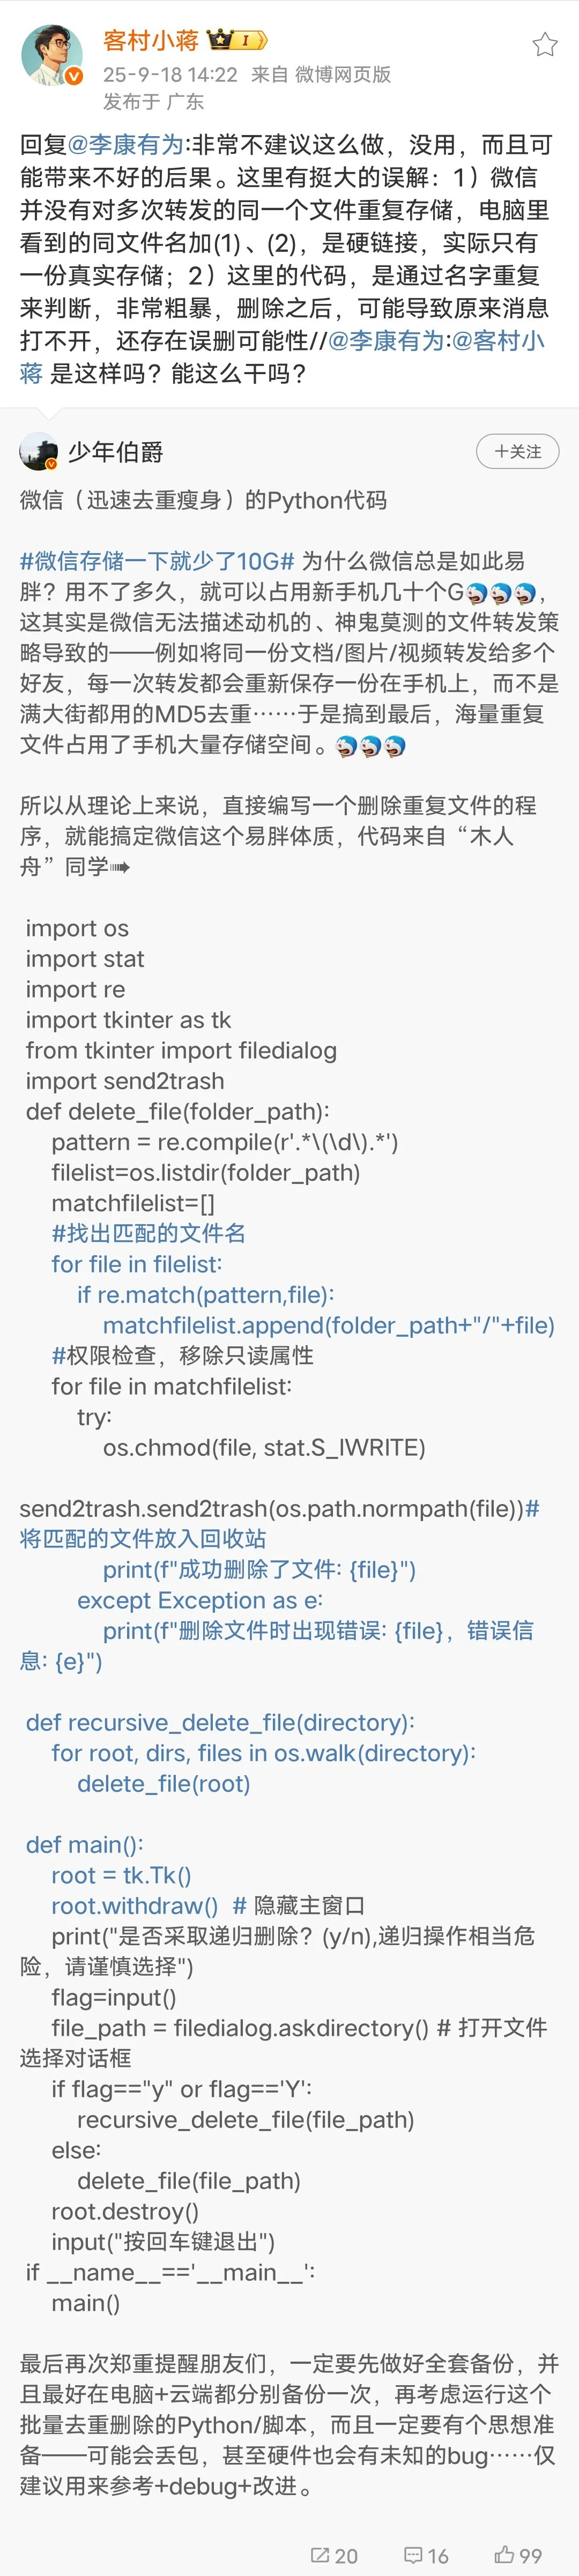 客村小蒋 I
25-9-18 14:22 来自 微博网页版
发布于 广东
回复@李康有为:非常不建议这么做，没用，而且可
能带来不好的后果。这里有挺大的误解：1）微信
并没有对多次转发的同一个文件重复存储，电脑里
看到的同文件名加(1)、(2)，是硬链接，实际只有
一份真实存储；2）这里的代码，是通过名字重复
来判断，非常粗暴，删除之后，可能导致原来消息
打不开，还存在误删可能性//@李康有为:@客村小
蒋 是这样吗？能这么干吗？
少年伯爵
十关注
微信（迅速去重瘦身）的Python代码
#微信存储一下就少了10G# 为什么微信总是如此易
胖？用不了多久，就可以占用新手机几十个G，
这其实是微信无法描述动机的、神鬼莫测的文件转发策
略导致的——例如将同一份文档/图片/视频转发给多个
好友，每一次转发都会重新保存一份在手机上，而不是
满大街都用的MD5去重……于是搞到最后，海量重复
文件占用了手机大量存储空间。
所以从理论上来说，直接编写一个删除重复文件的程
序，就能搞定微信这个易胖体质，代码来自“木人
舟”同学➠
import os
import stat
import re
import tkinter as tk
from tkinter import filedialog
import send2trash
def delete_file(folder_path):
pattern = re.compile(r'.*\(\d\).*')
filelist=os.listdir(folder_path)
matchfilelist=[]
#找出匹配的文件名
for file in filelist:
if re.match(pattern,file):
matchfilelist.append(folder_path+"/"+file)
#权限检查，移除只读属性
for file in matchfilelist:
try:
os.chmod(file, stat.S_IWRITE)
send2trash.send2trash(os.path.normpath(file))#
将匹配的文件放入回收站
print(f"成功删除了文件: {file}")
except Exception as e:
print(f"删除文件时出现错误: {file}，错误信
息: {e}")
def recursive_delete_file(directory):
for root, dirs, files in os.walk(directory):
delete_file(root)
def main():
root = tk.Tk()
root.withdraw() # 隐藏主窗口
print("是否采取递归删除？(y/n),递归操作相当危
险，请谨慎选择")
flag=input()
file_path = filedialog.askdirectory() # 打开文件
选择对话框
if flag=="y" or flag=='Y':
recursive_delete_file(file_path)
else:
delete_file(file_path)
root.destroy()
input("按回车键退出")
if __name__=='__main__':
main()
最后再次郑重提醒朋友们，一定要先做好全套备份，并
且最好在电脑+云端都分别备份一次，再考虑运行这个
批量去重删除的Python/脚本，而且一定要有个思想准
备——可能会丢包，甚至硬件也会有未知的bug……仅
建议用来参考+debug+改进。
20 16 99